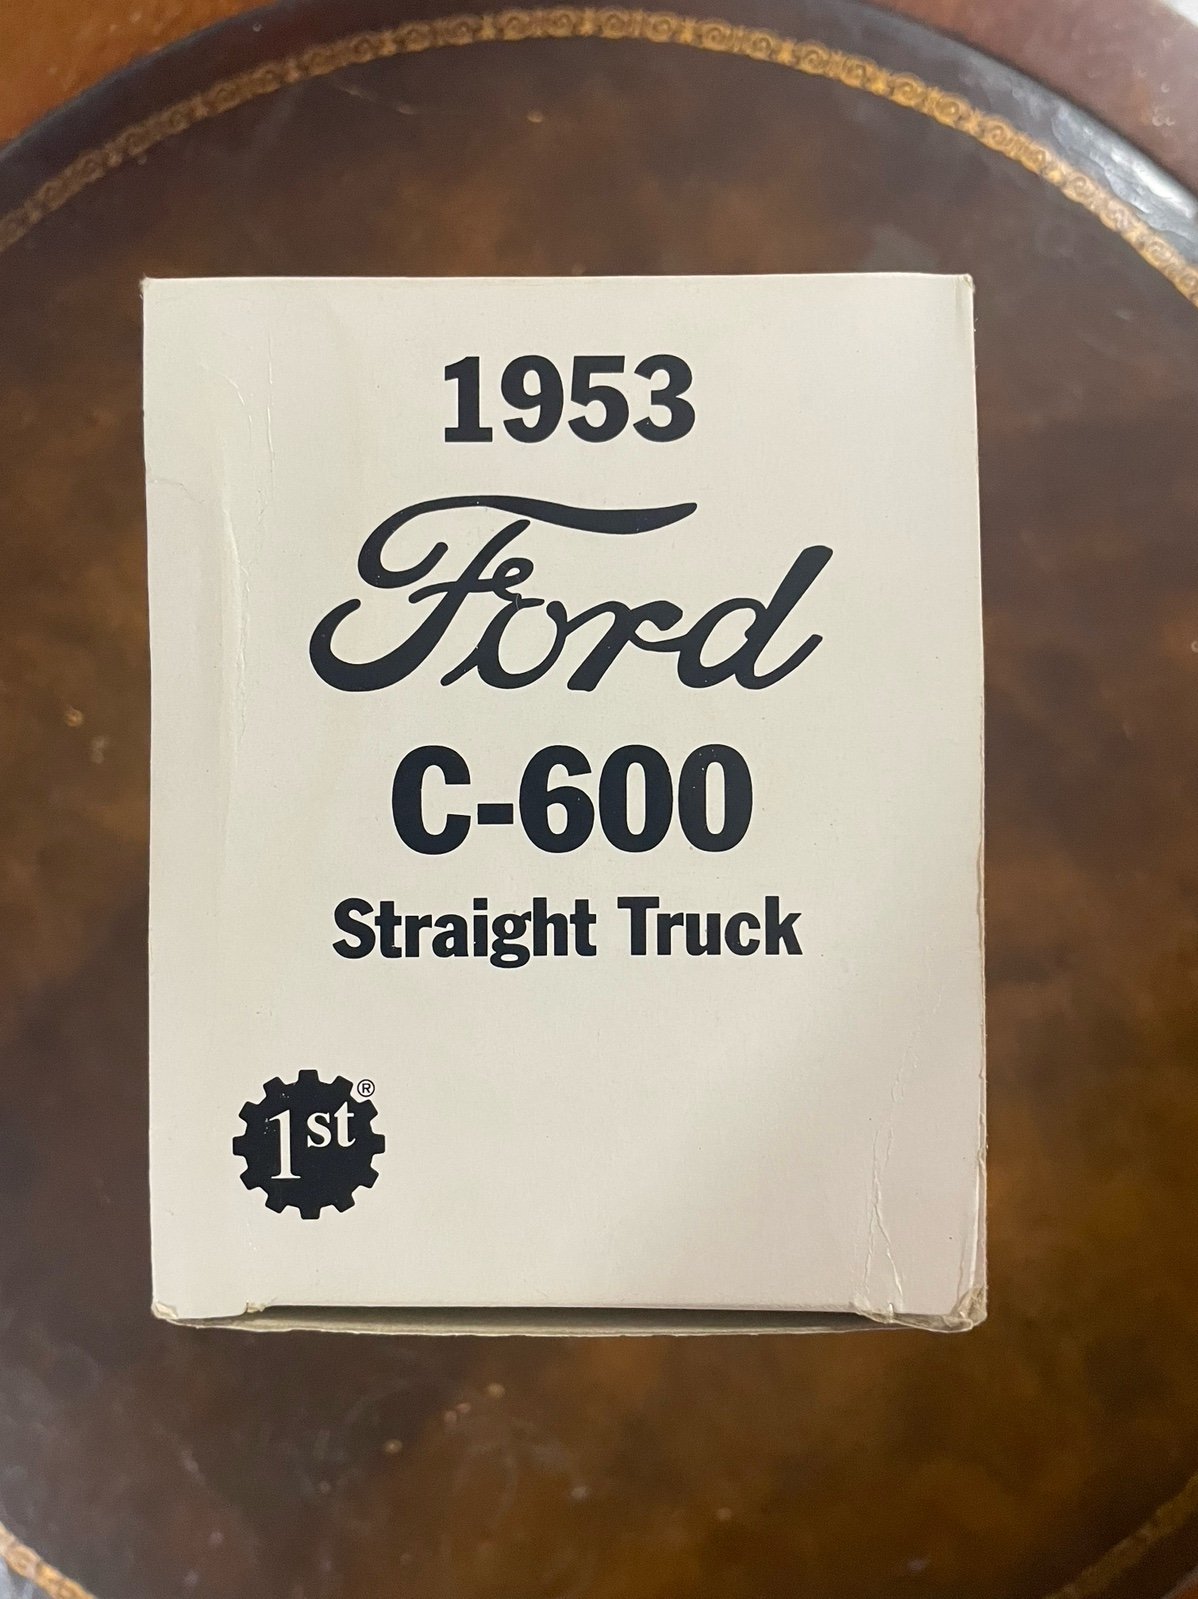 1953
Ford
C-600
Straight Truck
1st®